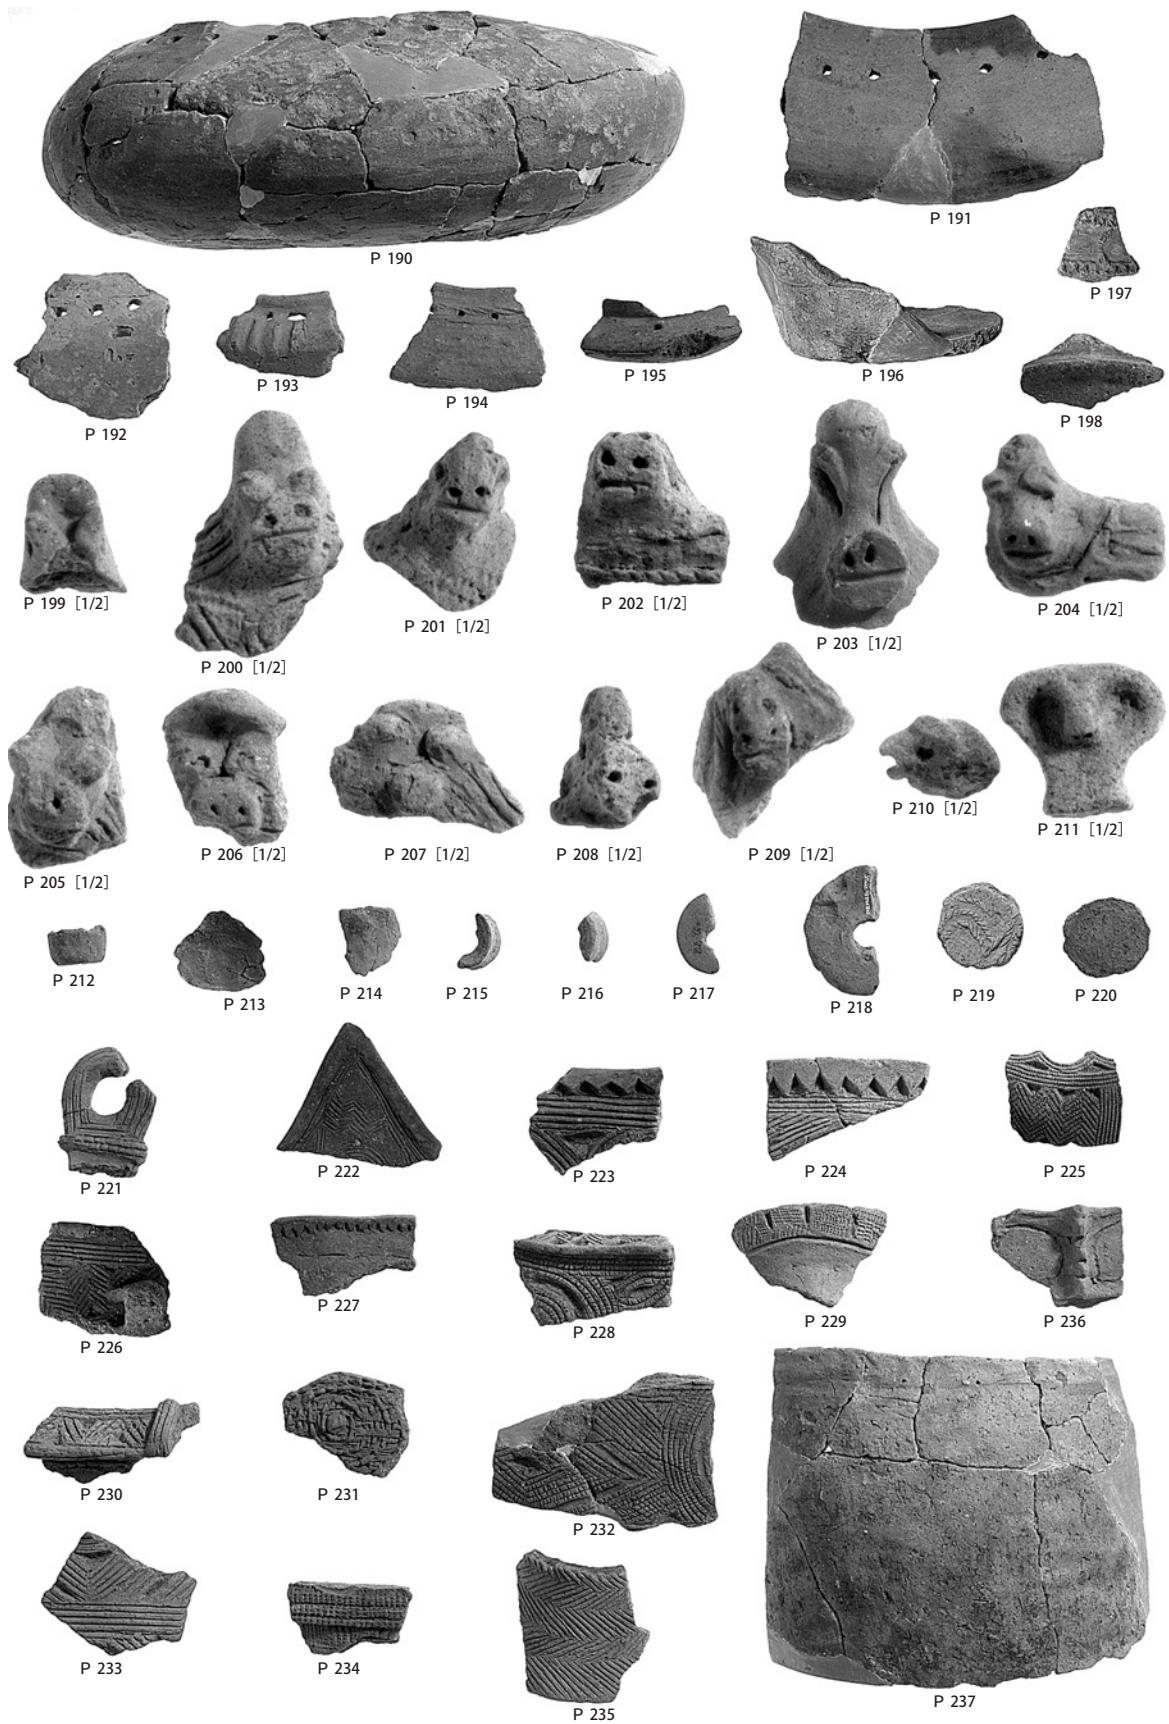 P 190
P 191
P 192
P 193
P 194
P 195
P 196
P 197
P 198
P 199［1/2］
P 200［1/2］
P 201［1/2］
P 202［1/2］
P 203［1/2］
P 204［1/2］
P 205［1/2］
P 206［1/2］
P 207［1/2］
P 208［1/2］
P 209［1/2］
P 210［1/2］
P 211［1/2］
P 212
P 213
P 214
P 215
P 216
P 217
P 218
P 219
P 220
P 221
P 222
P 223
P 224
P 225
P 226
P 227
P 228
P 229
P 236
P 230
P 231
P 232
P 233
P 234
P 235
P 237